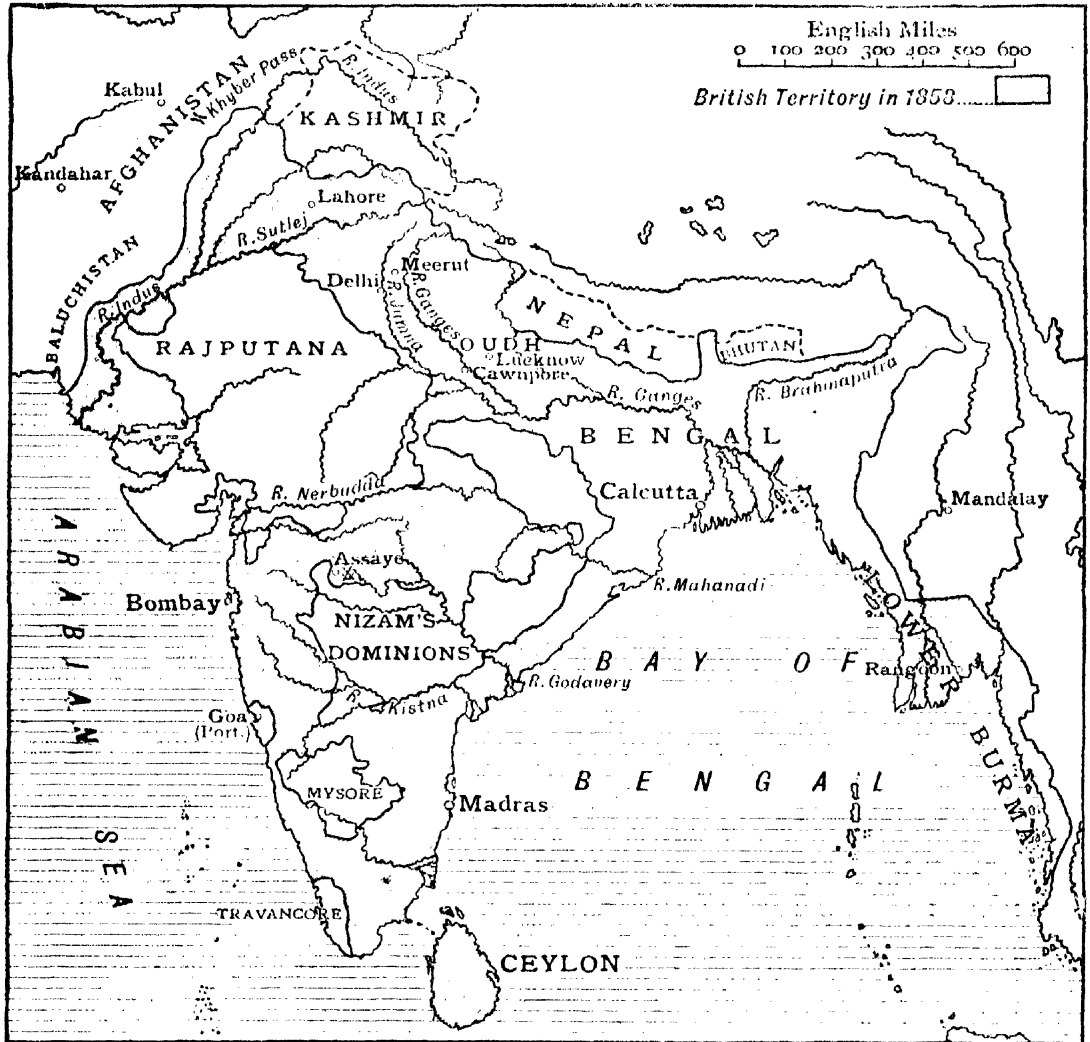 English Miles
0 100 200 300 400 500 600
British Territory in 1858
Kabul
Khyber Pass
R. Indus
AFGHANISTAN
KASHMIR
Kandahar
Lahore
R. Sutlej
BALUCHISTAN
R. Indus
Delhi
Meerut
R. Jumna
R. Ganges
NEPAL
BHUTAN
RAJPUTANA
OUDH
Lucknow
Cawnpore
R. Ganges
R. Brahmaputra
BENGAL
R. Nerbudda
Calcutta
Mandalay
ARABIAN SEA
Assaye
R. Mahanadi
Bombay
NIZAM'S
DOMINIONS
BAY OF
BENGAL
LOWER
BURMA
Rangoon
R. Godavery
R. Kistna
Goa
(Port.)
MYSORE
Madras
TRAVANCORE
CEYLON